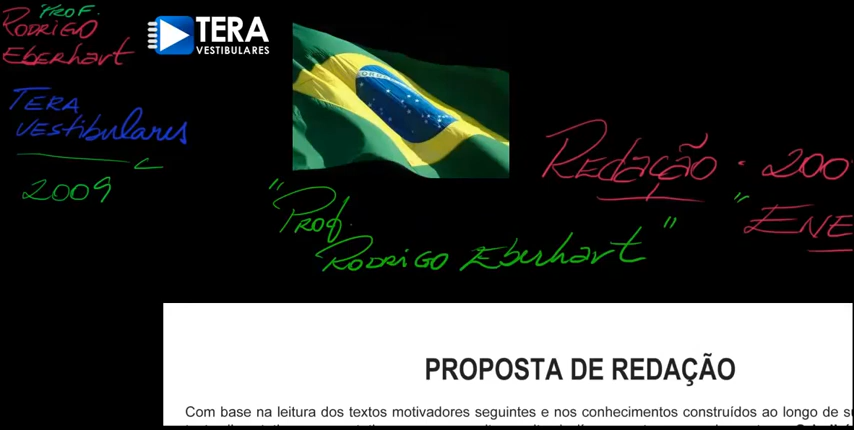 "PROF.
RODRIGO
Eberhart
TERA
VESTIBULARES
TERA
Vestibulares
2009
Redação - 200
"ENE
"Prof.
RODRIGO Eberhart"
PROPOSTA DE REDAÇÃO
Com base na leitura dos textos motivadores seguintes e nos conhecimentos construídos ao longo de